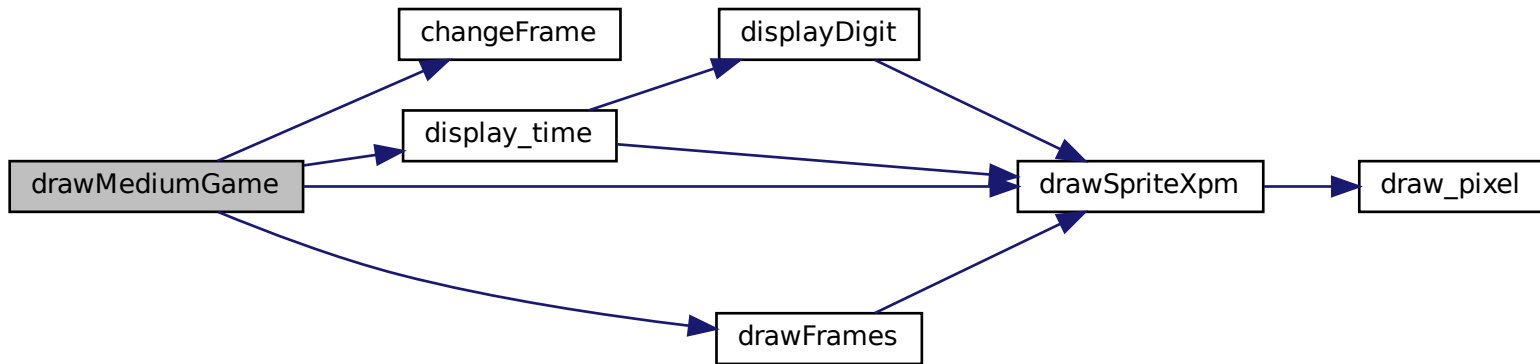 changeFrame
displayDigit
display_time
drawMediumGame
drawSpriteXpm
draw_pixel
drawFrames